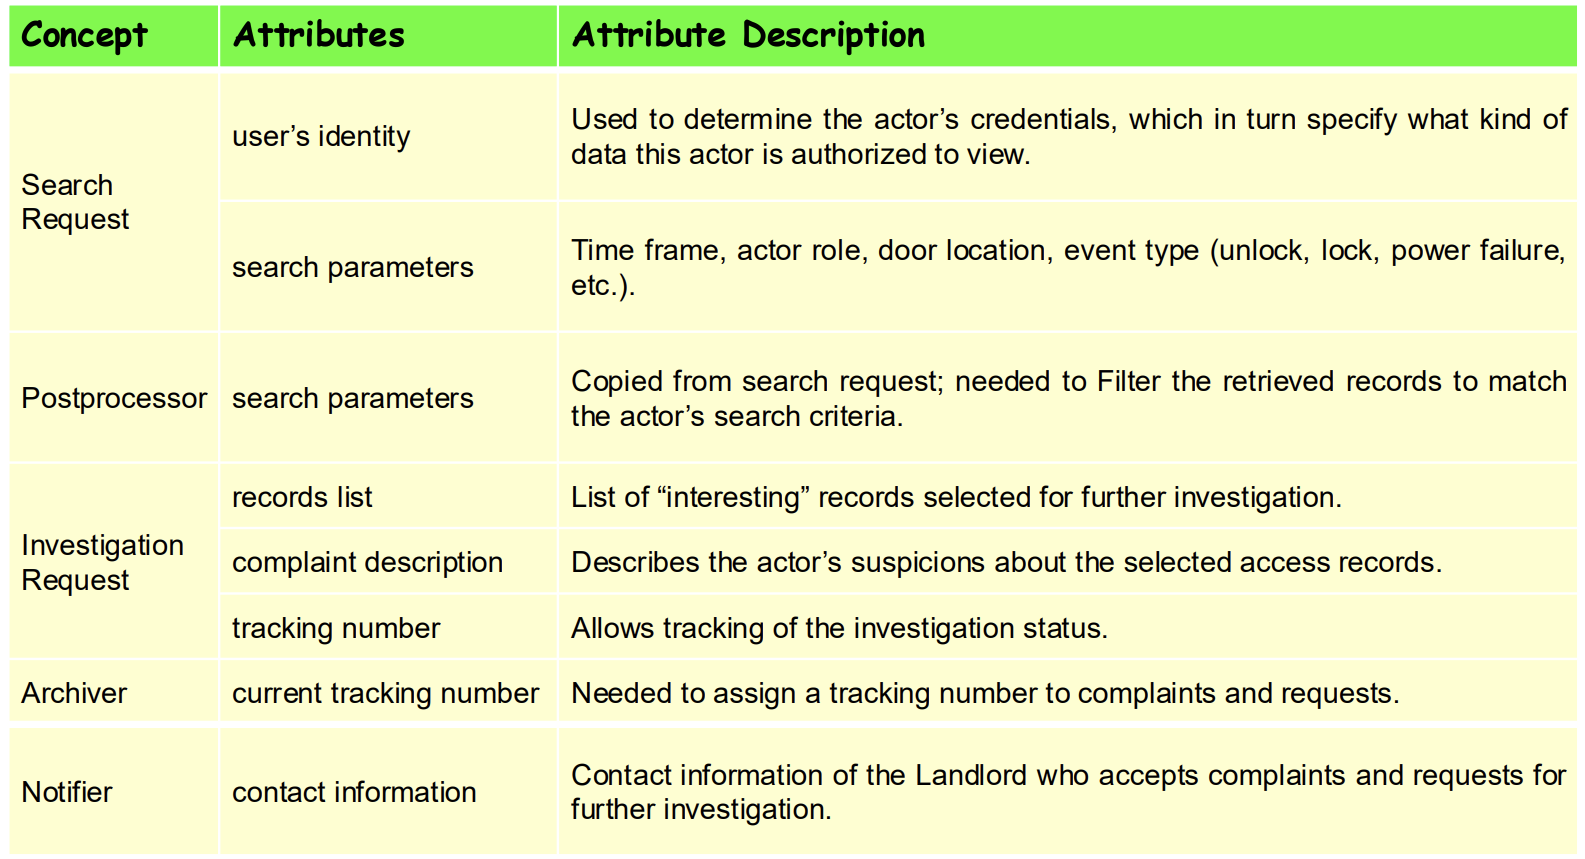 Concept Attributes Attribute Description
Search
Request
user’s identity
Used to determine the actor’s credentials, which in turn specify what kind of
data this actor is authorized to view.
search parameters
Time frame, actor role, door location, event type (unlock, lock, power failure,
etc.).
Postprocessor
search parameters
Copied from search request; needed to Filter the retrieved records to match
the actor’s search criteria.
Investigation
Request
records list
List of “interesting” records selected for further investigation.
complaint description
Describes the actor’s suspicions about the selected access records.
tracking number
Allows tracking of the investigation status.
Archiver
current tracking number
Needed to assign a tracking number to complaints and requests.
Notifier
contact information
Contact information of the Landlord who accepts complaints and requests for
further investigation.